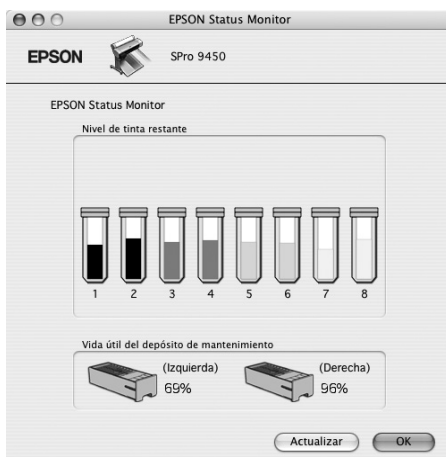 EPSON Status Monitor
EPSON
SPro 9450
EPSON Status Monitor
Nivel de tinta restante
1 2 3 4 5 6 7 8
Vida útil del depósito de mantenimiento
(Izquierda) (Derecha)
69% 96%
Actualizar OK